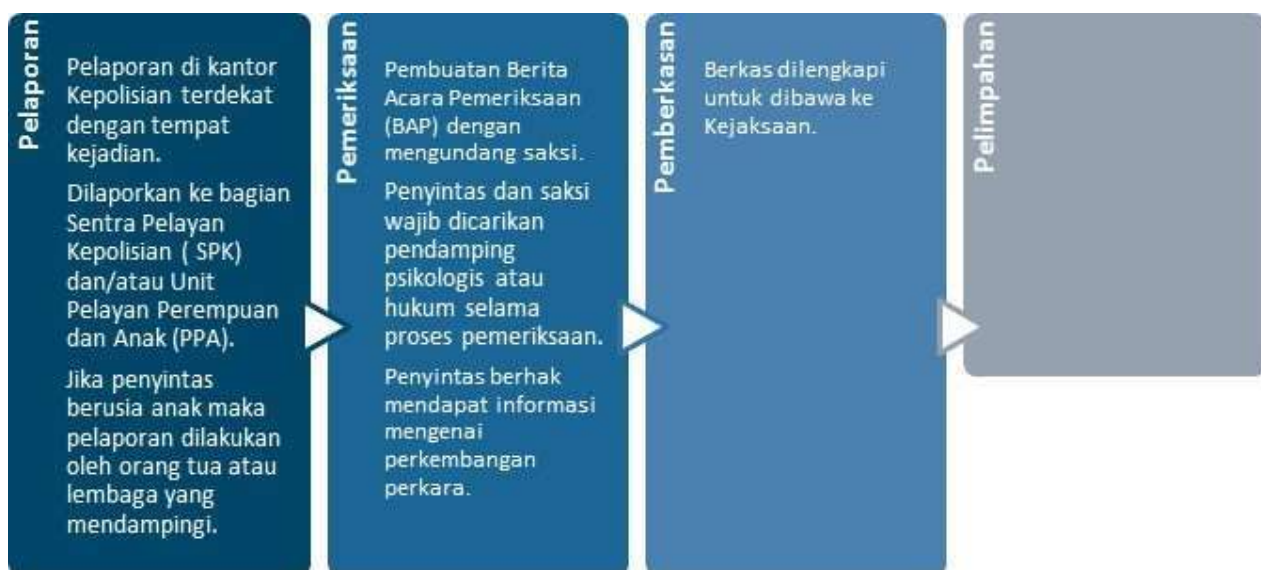 Pelaporan
Pelaporan di kantor
Kepolisian terdekat
dengan tempat
kejadian.
Dilaporkan ke bagian
Sentra Pelayan
Kepolisian ( SPK)
dan/atau Unit
Pelayan Perempuan
dan Anak (PPA).
Jika penyintas
berusia anak maka
pelaporan dilakukan
oleh orang tua atau
lembaga yang
mendampingi.
Pemeriksaan
Pembuatan Berita
Acara Pemeriksaan
(BAP) dengan
mengundang saksi.
Penyintas dan saksi
wajib dicarikan
pendamping
psikologis atau
hukum selama
proses pemeriksaan.
Penyintas berhak
mendapat informasi
mengenai
perkembangan
perkara.
Pemberkasan
Berkas dilengkapi
untuk dibawa ke
Kejaksaan.
Pelimpahan